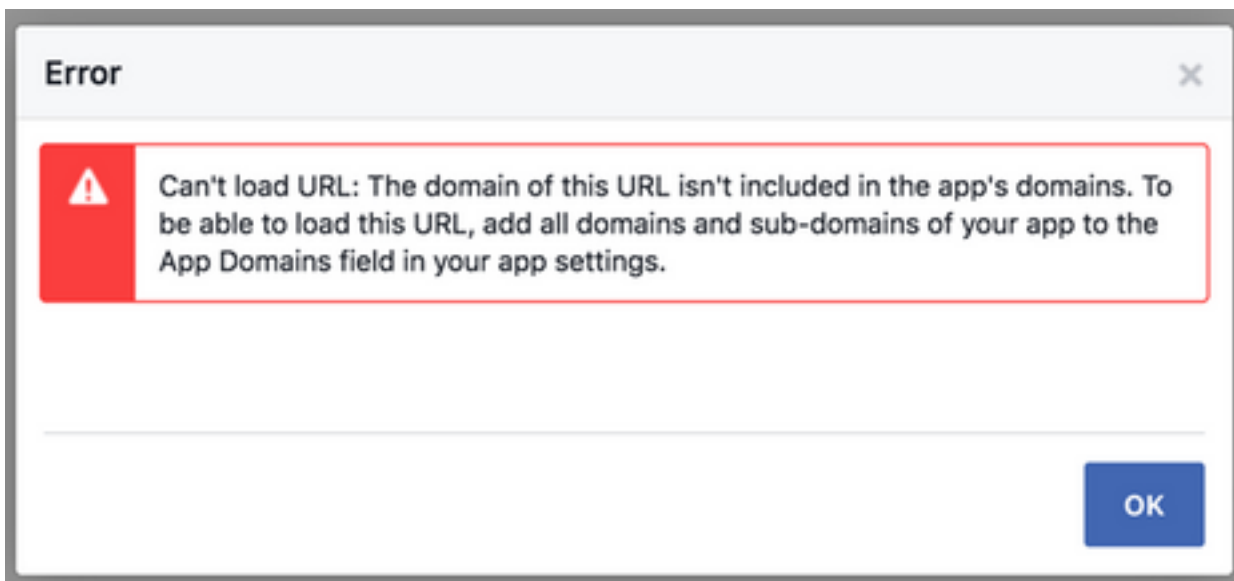 Error
Can't load URL: The domain of this URL isn't included in the app's domains. To
be able to load this URL, add all domains and sub-domains of your app to the
App Domains field in your app settings.
OK